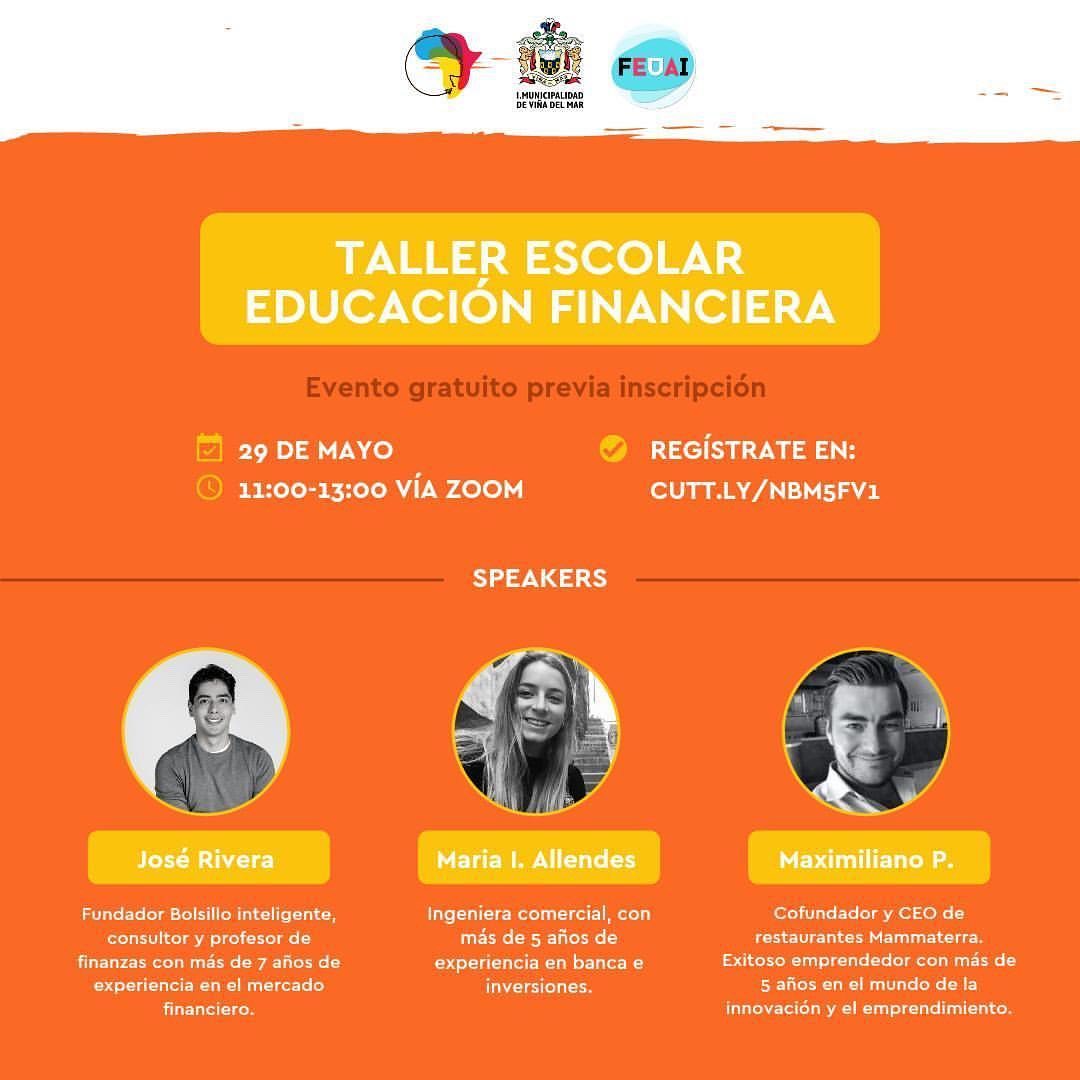 I.MUNICIPALIDAD
DE VIÑA DEL MAR
FEUAI
TALLER ESCOLAR
EDUCACIÓN FINANCIERA
Evento gratuito previa inscripción
29 DE MAYO
11:00-13:00 VÍA ZOOM
REGÍSTRATE EN:
CUTT.LY/NBM5FV1
SPEAKERS
José Rivera
Fundador Bolsillo inteligente,
consultor y profesor de
finanzas con más de 7 años de
experiencia en el mercado
financiero.
Maria I. Allendes
Ingeniera comercial, con
más de 5 años de
experiencia en banca e
inversiones.
Maximiliano P.
Cofundador y CEO de
restaurantes Mammaterra.
Exitoso emprendedor con más de
5 años en el mundo de la
innovación y el emprendimiento.